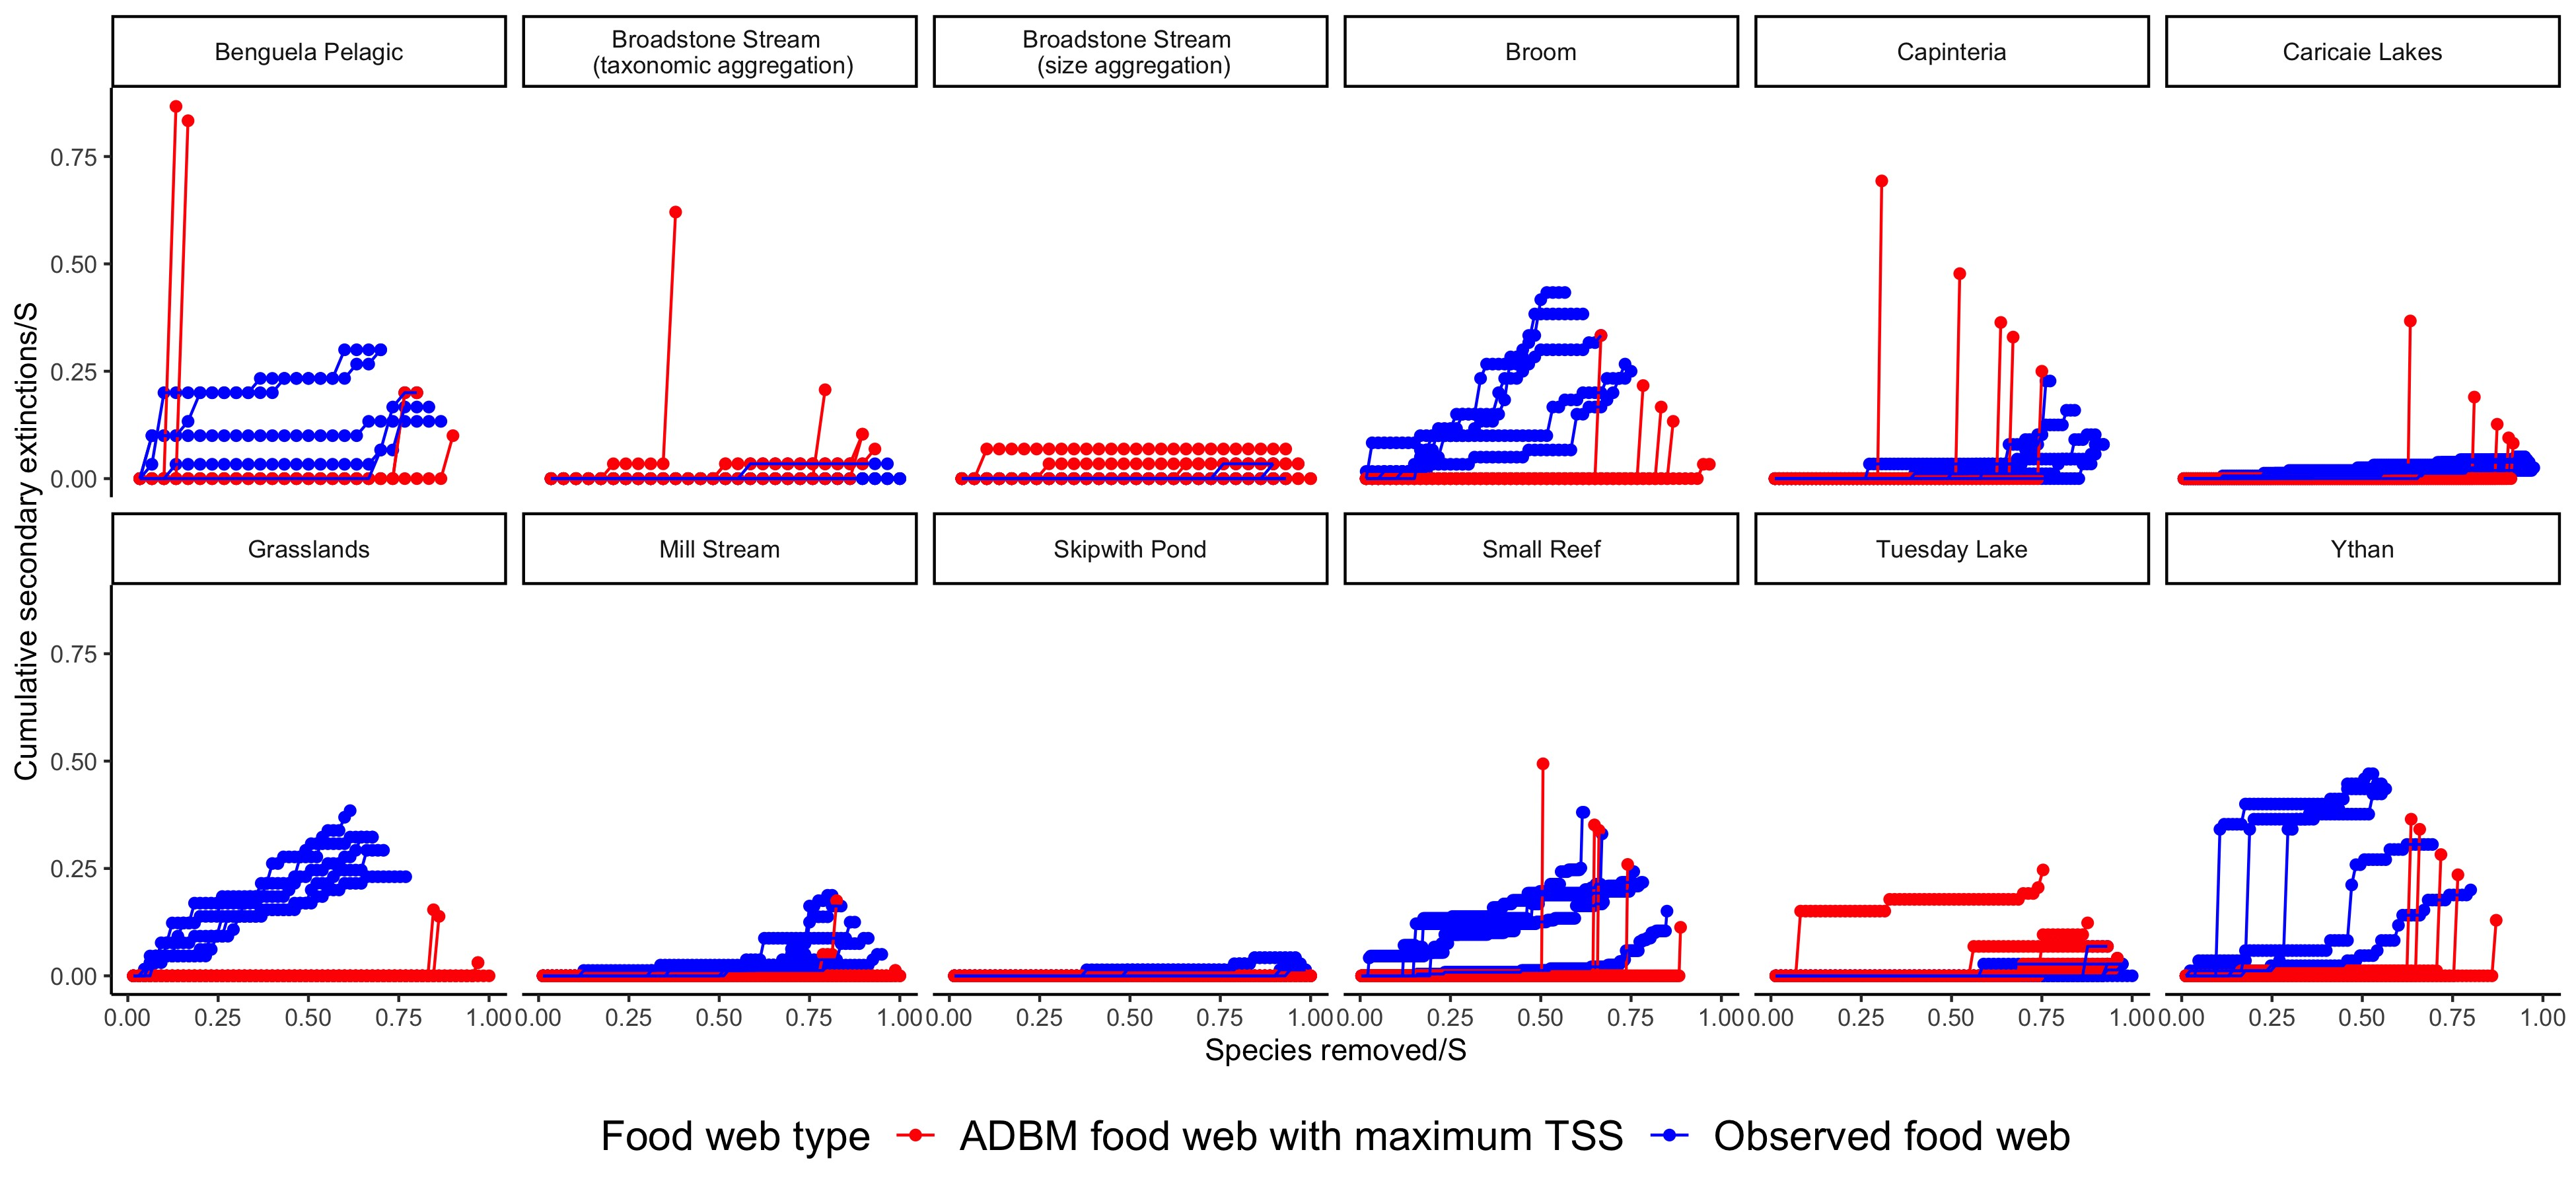 Benguela Pelagic
Broadstone Stream
(taxonomic aggregation)
Broadstone Stream
(size aggregation)
Broom
Capinteria
Caricaie Lakes
0.75
0.50
0.25
0.00
Cumulative secondary extinctions/S
Grasslands
Mill Stream
Skipwith Pond
Small Reef
Tuesday Lake
Ythan
0.75
0.50
0.25
0.00
0.00 0.25 0.50 0.75 1.00
0.00 0.25 0.50 0.75 1.00
0.00 0.25 0.50 0.75 1.00
0.00 0.25 0.50 0.75 1.00
0.00 0.25 0.50 0.75 1.00
0.00 0.25 0.50 0.75 1.00
Species removed/S
Food web type ADBM food web with maximum TSS Observed food web